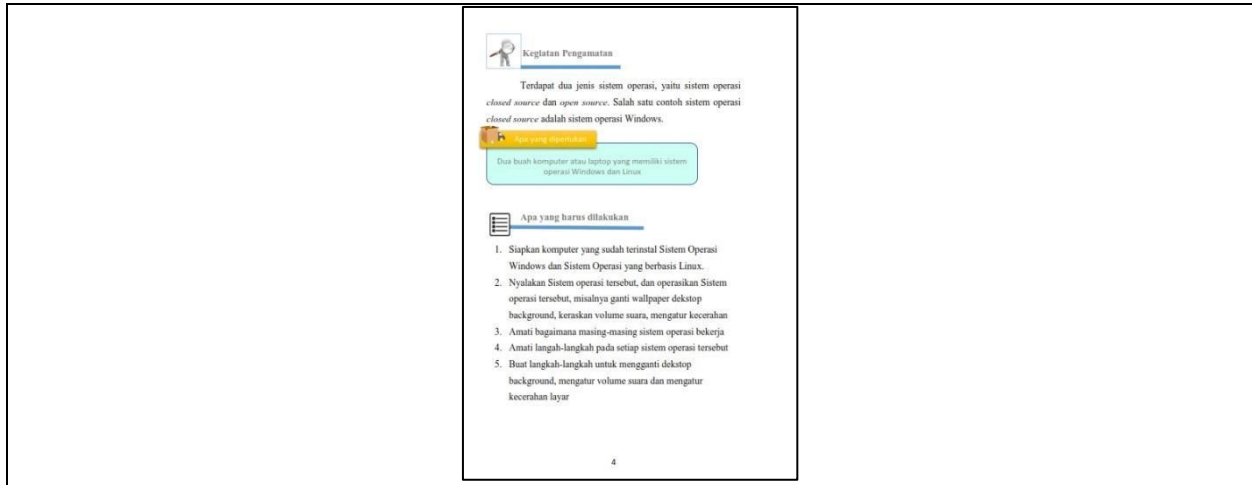 Kegiatan Pengamatan
Terdapat dua jenis sistem operasi, yaitu sistem operasi
closed source dan open source. Salah satu contoh sistem operasi
closed source adalah sistem operasi Windows.
Apa yang diperlukan
Dua buah komputer atau laptop yang memiliki sistem
operasi Windows dan Linux
Apa yang harus dilakukan
1. Siapkan komputer yang sudah terinstal Sistem Operasi
Windows dan Sistem Operasi yang berbasis Linux.
2. Nyalakan Sistem operasi tersebut, dan operasikan Sistem
operasi tersebut, misalnya ganti wallpaper dekstop
background, keraskan volume suara, mengatur kecerahan
3. Amati bagaimana masing-masing sistem operasi bekerja
4. Amati langah-langkah pada setiap sistem operasi tersebut
5. Buat langkah-langkah untuk mengganti dekstop
background, mengatur volume suara dan mengatur
kecerahan layar
4